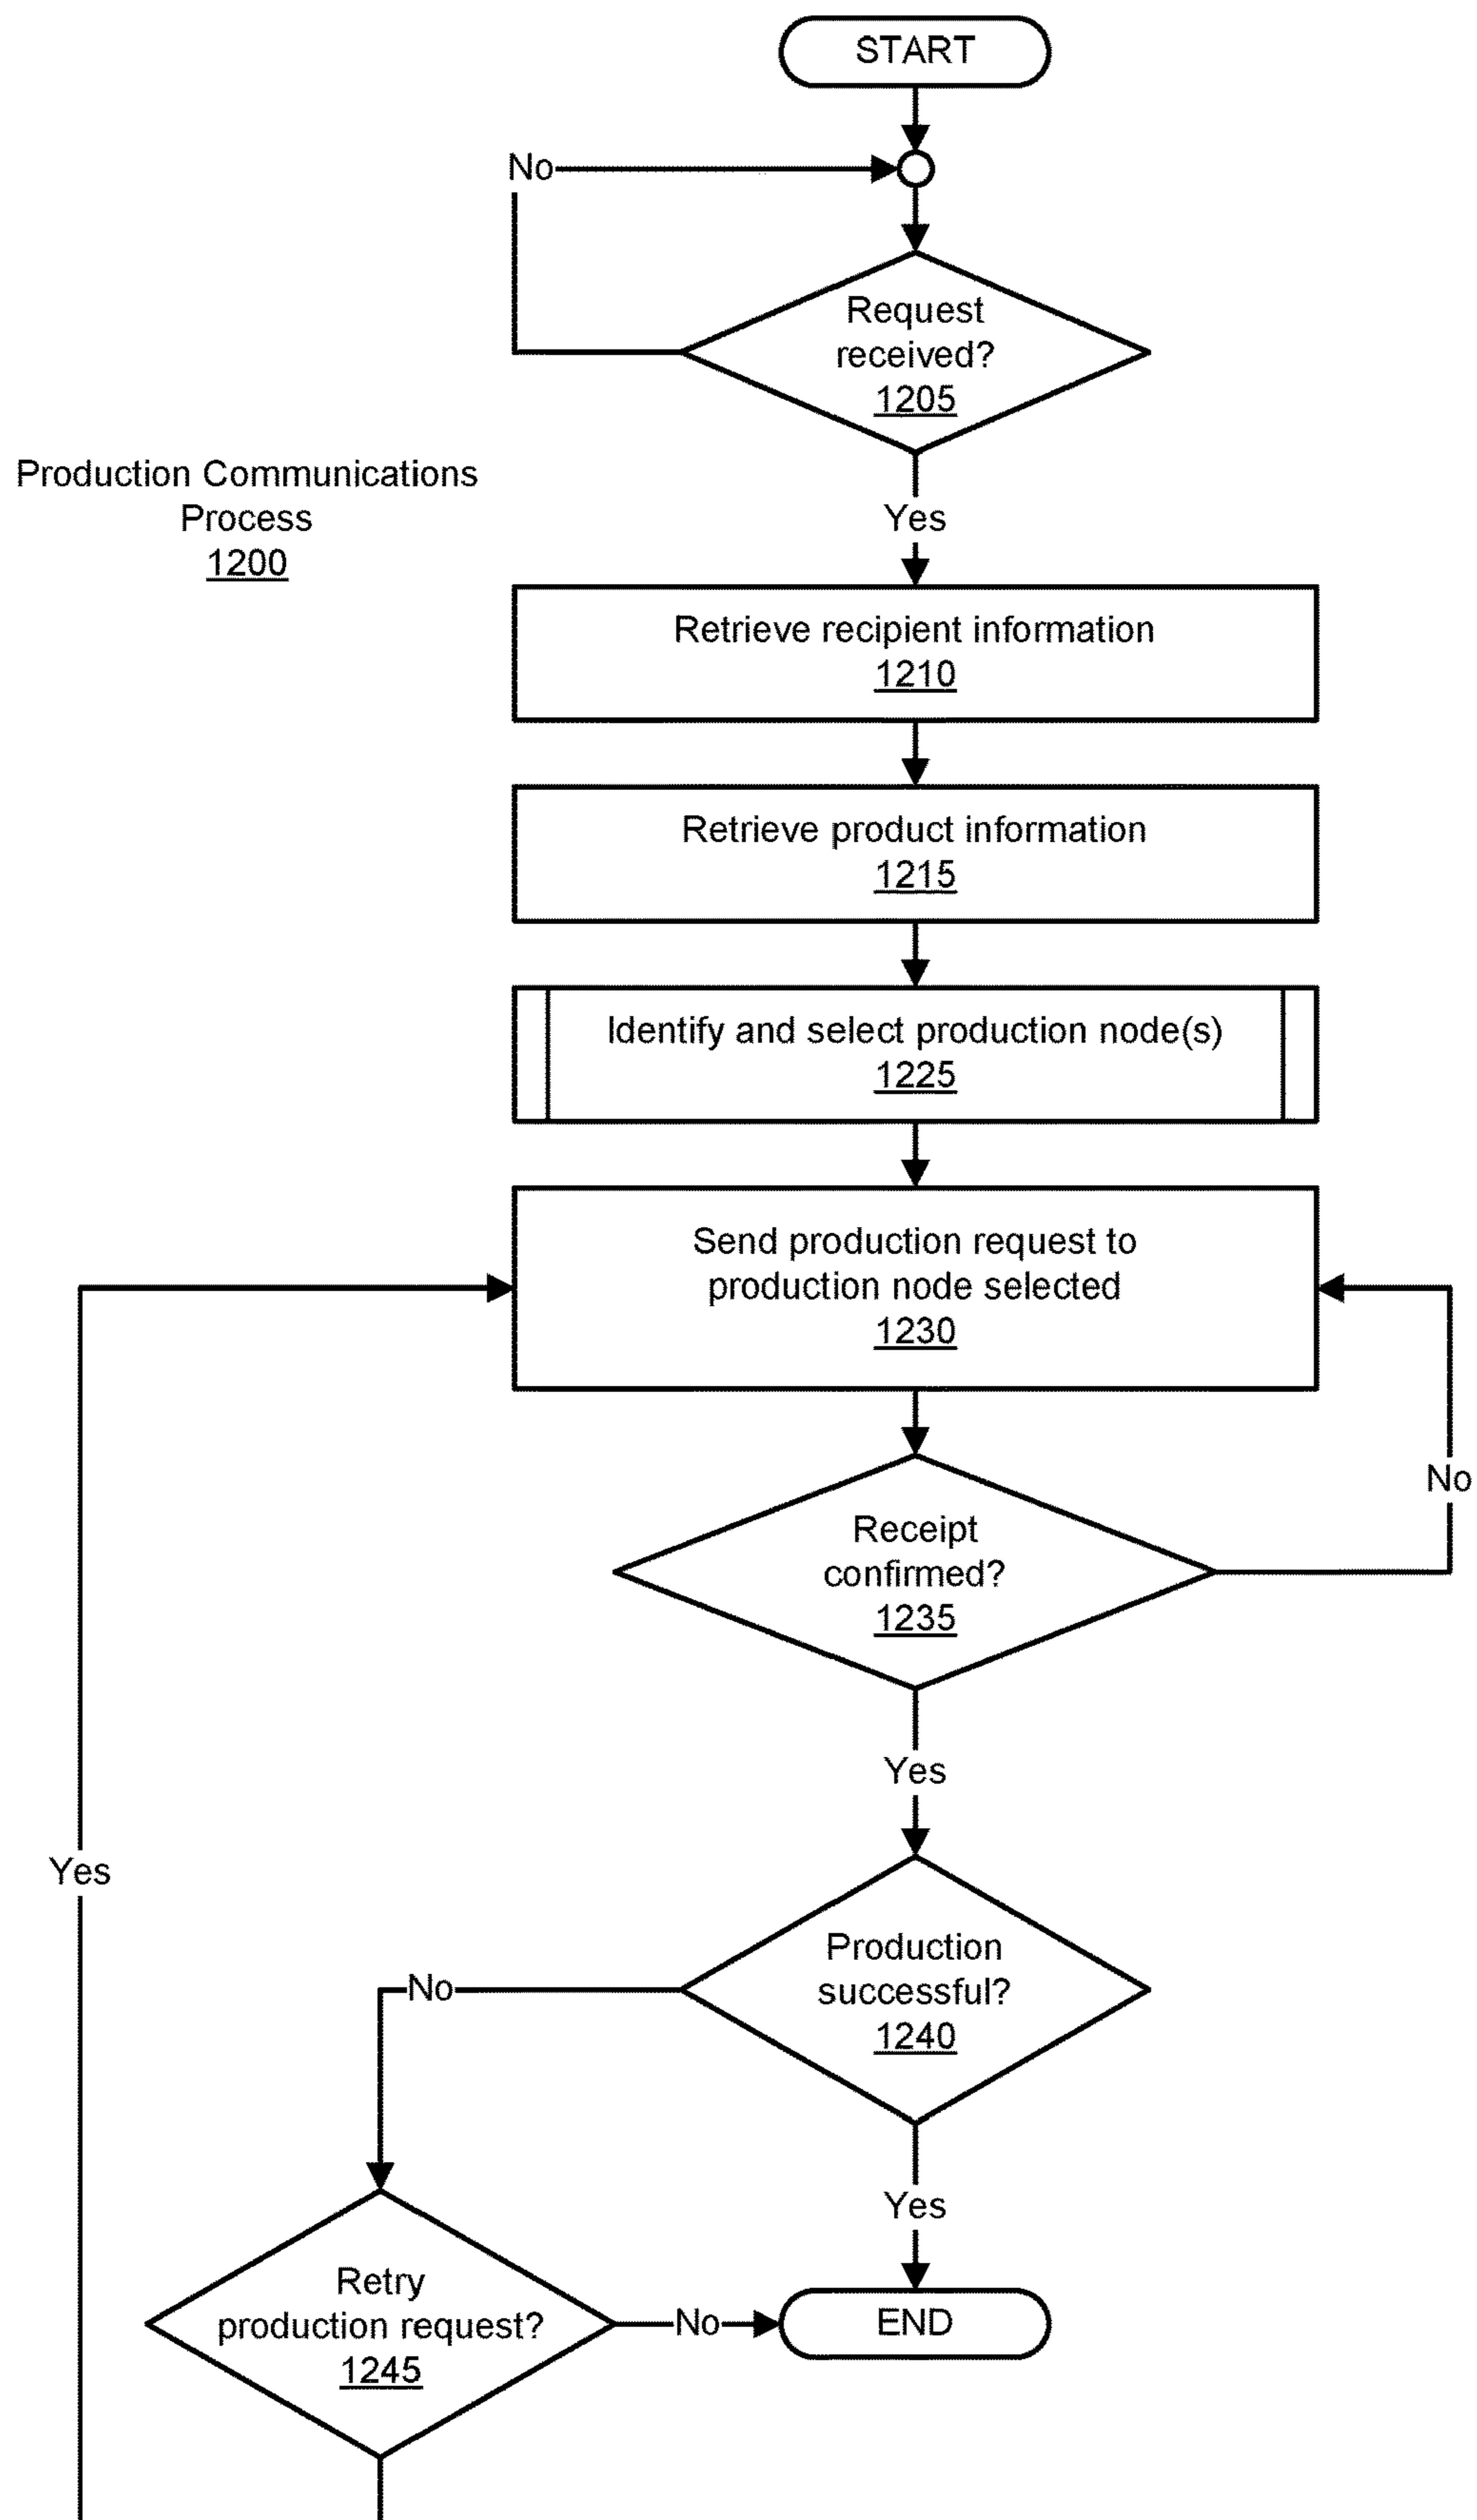 START
No
Request
received?
1205
Production Communications
Process
1200
Yes
Retrieve recipient information
1210
Retrieve product information
1215
Identify and select production node(s)
1225
Send production request to
production node selected
1230
No
Receipt
confirmed?
1235
Yes
Yes
Production
successful?
1240
No
Yes
Retry
production request?
1245
No
END